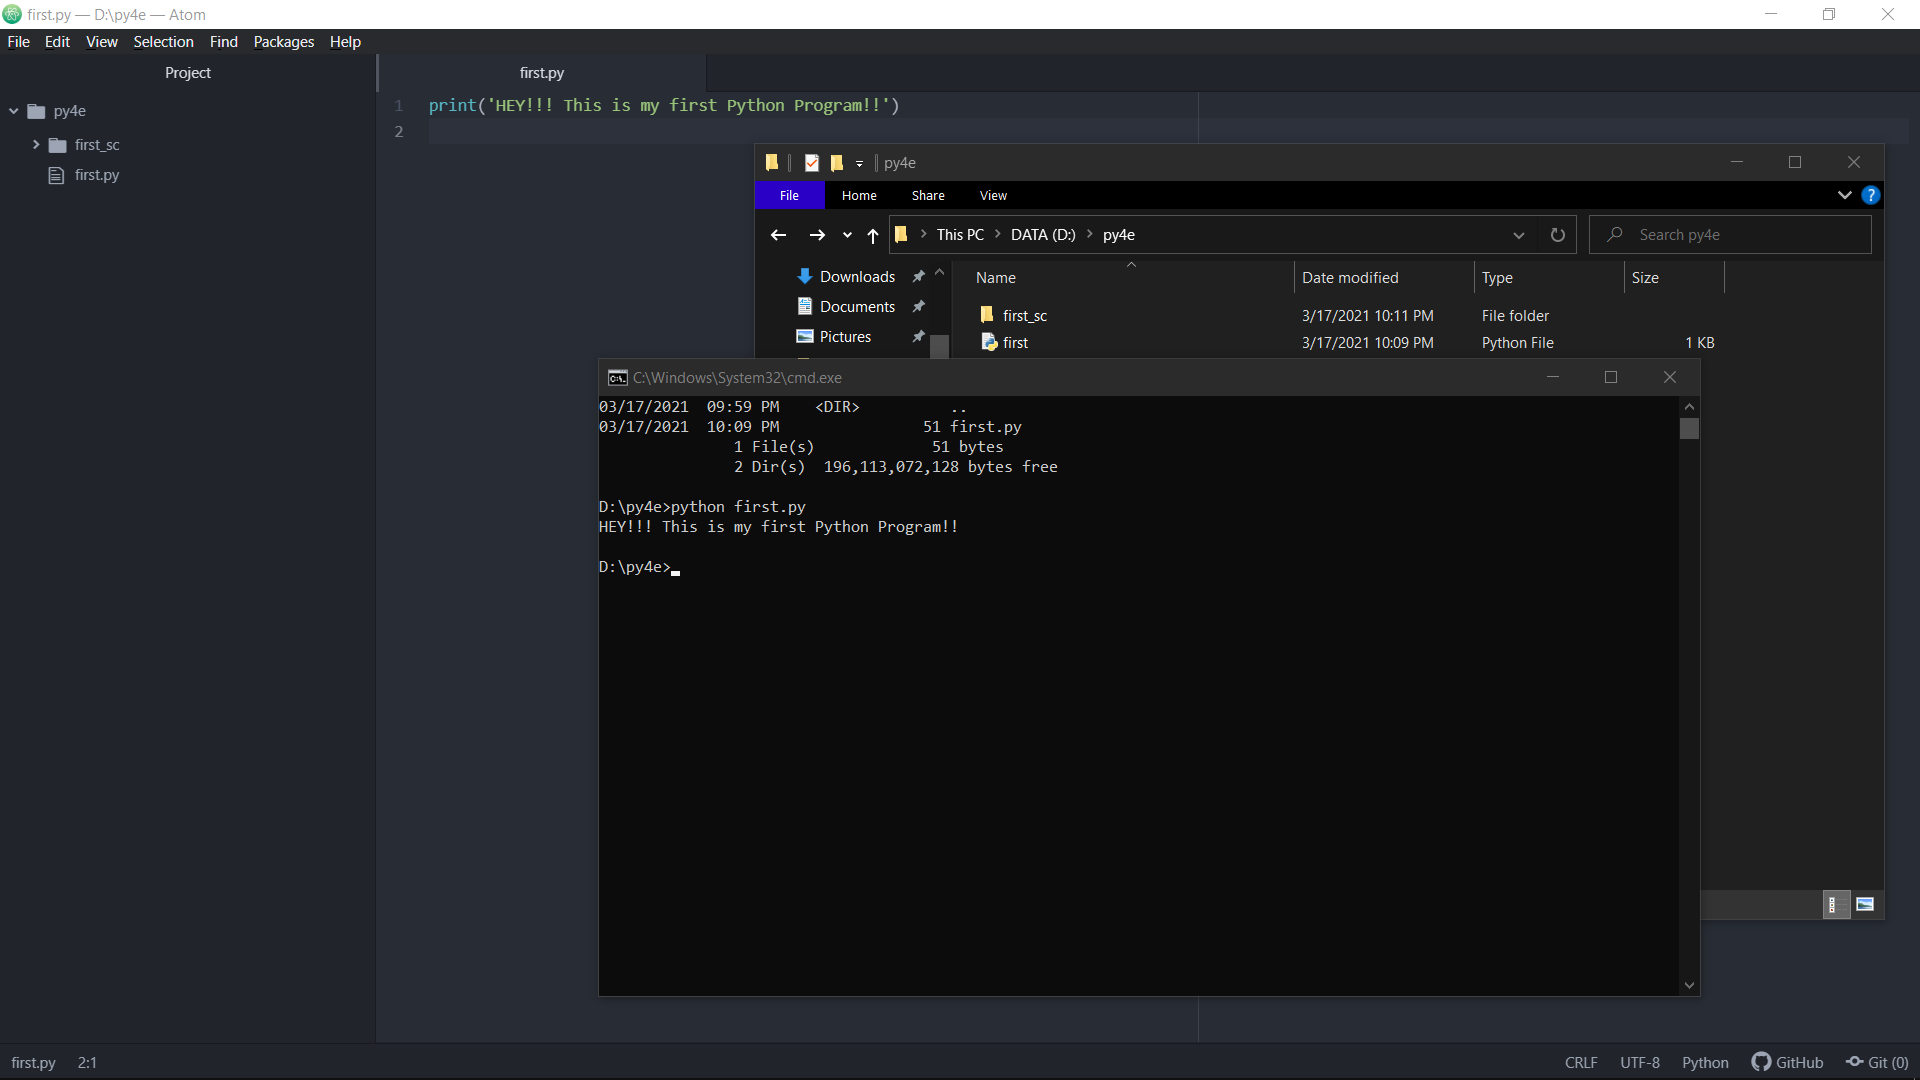 first.py — D:\py4e — Atom
File Edit View Selection Find Packages Help
Project
first.py
py4e
first_sc
first.py
1 print('HEY!!! This is my first Python Program!!')
2
py4e
File Home Share View
This PC DATA (D:) py4e
Search py4e
Downloads
Documents
Pictures
Name Date modified Type Size
first_sc 3/17/2021 10:11 PM File folder
first 3/17/2021 10:09 PM Python File 1 KB
C:\Windows\System32\cmd.exe
03/17/2021  09:59 PM    <DIR>          ..
03/17/2021  10:09 PM                51 first.py
1 File(s)             51 bytes
2 Dir(s)  196,113,072,128 bytes free
D:\py4e>python first.py
HEY!!! This is my first Python Program!!
D:\py4e>
first.py 2:1
CRLF UTF-8 Python GitHub Git (0)